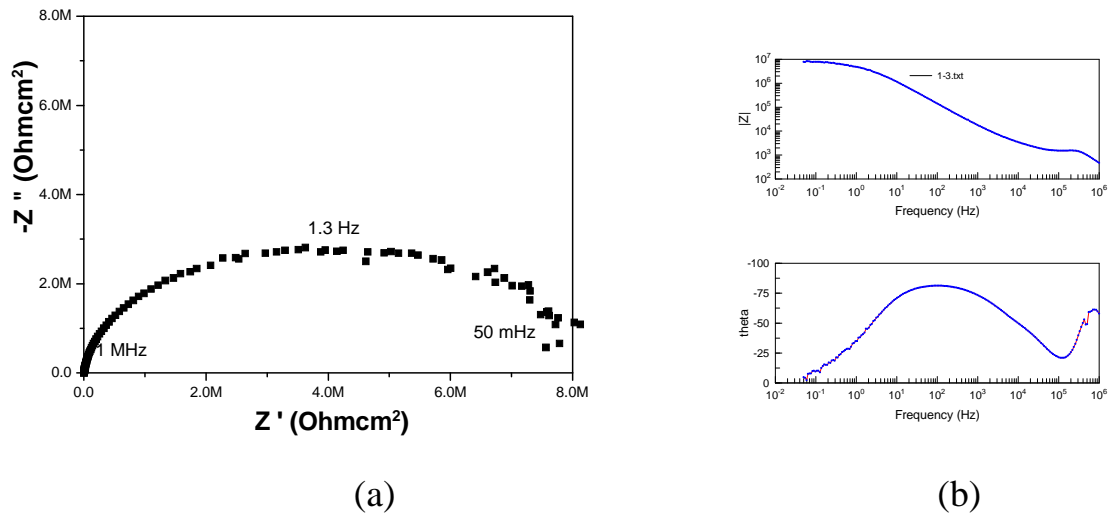 8.0M
6.0M
4.0M
2.0M
0.0
-Z " (Ohmcm²)
1.3 Hz
1 MHz
50 mHz
0.0 2.0M 4.0M 6.0M 8.0M
Z ' (Ohmcm²)
(a)
10⁷
10⁶
10⁵
10⁴
10³
10²
|Z|
1-3.txt
10⁻² 10⁻¹ 10⁰ 10¹ 10² 10³ 10⁴ 10⁵ 10⁶
Frequency (Hz)
-100
-75
-50
-25
0
theta
10⁻² 10⁻¹ 10⁰ 10¹ 10² 10³ 10⁴ 10⁵ 10⁶
Frequency (Hz)
(b)